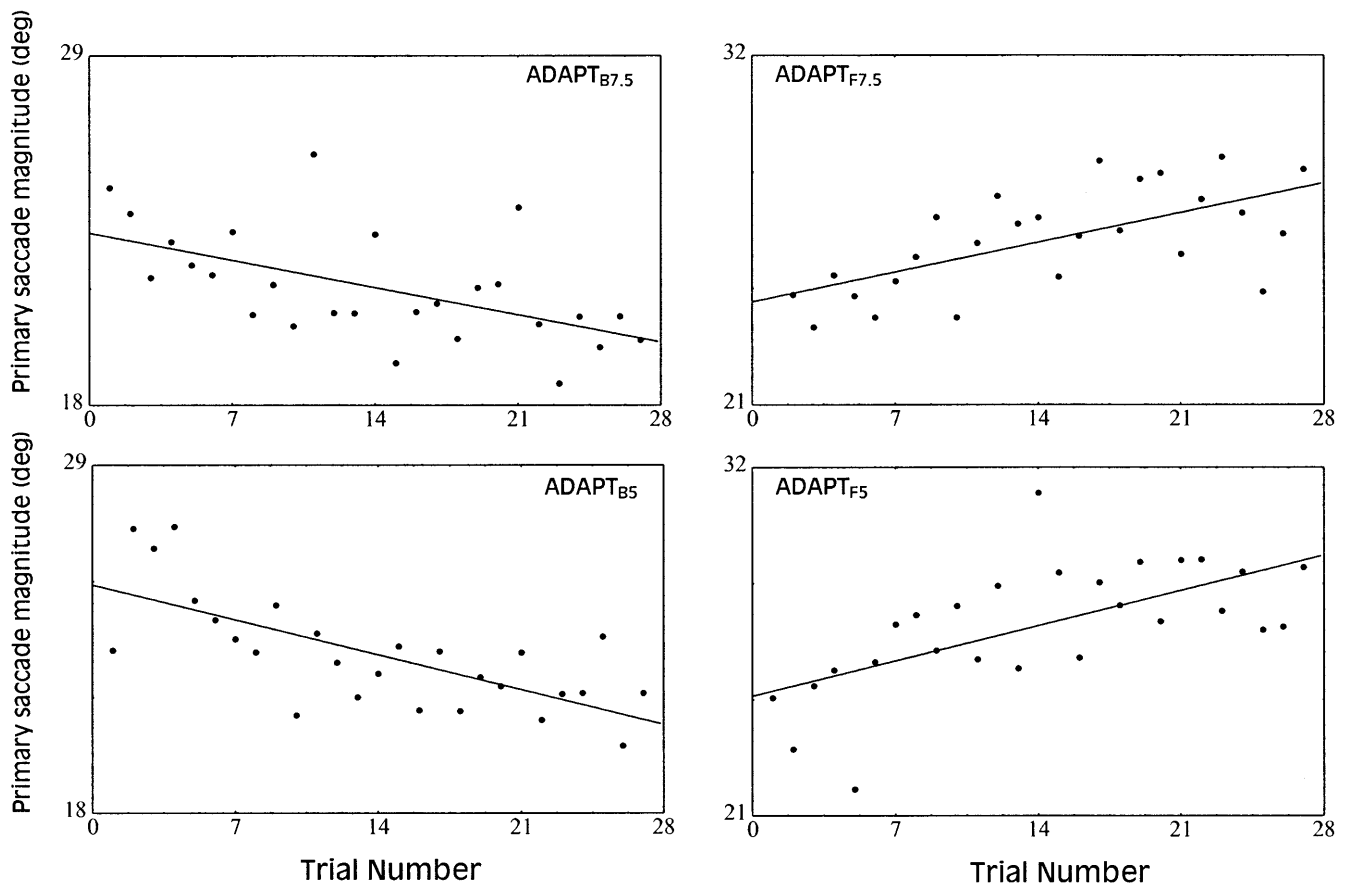 Primary saccade magnitude (deg)
29
18
ADAPTB7.5
0 7 14 21 28
32
21
ADAPTF7.5
0 7 14 21 28
Primary saccade magnitude (deg)
29
18
ADAPTB5
0 7 14 21 28
Trial Number
32
21
ADAPTF5
0 7 14 21 28
Trial Number